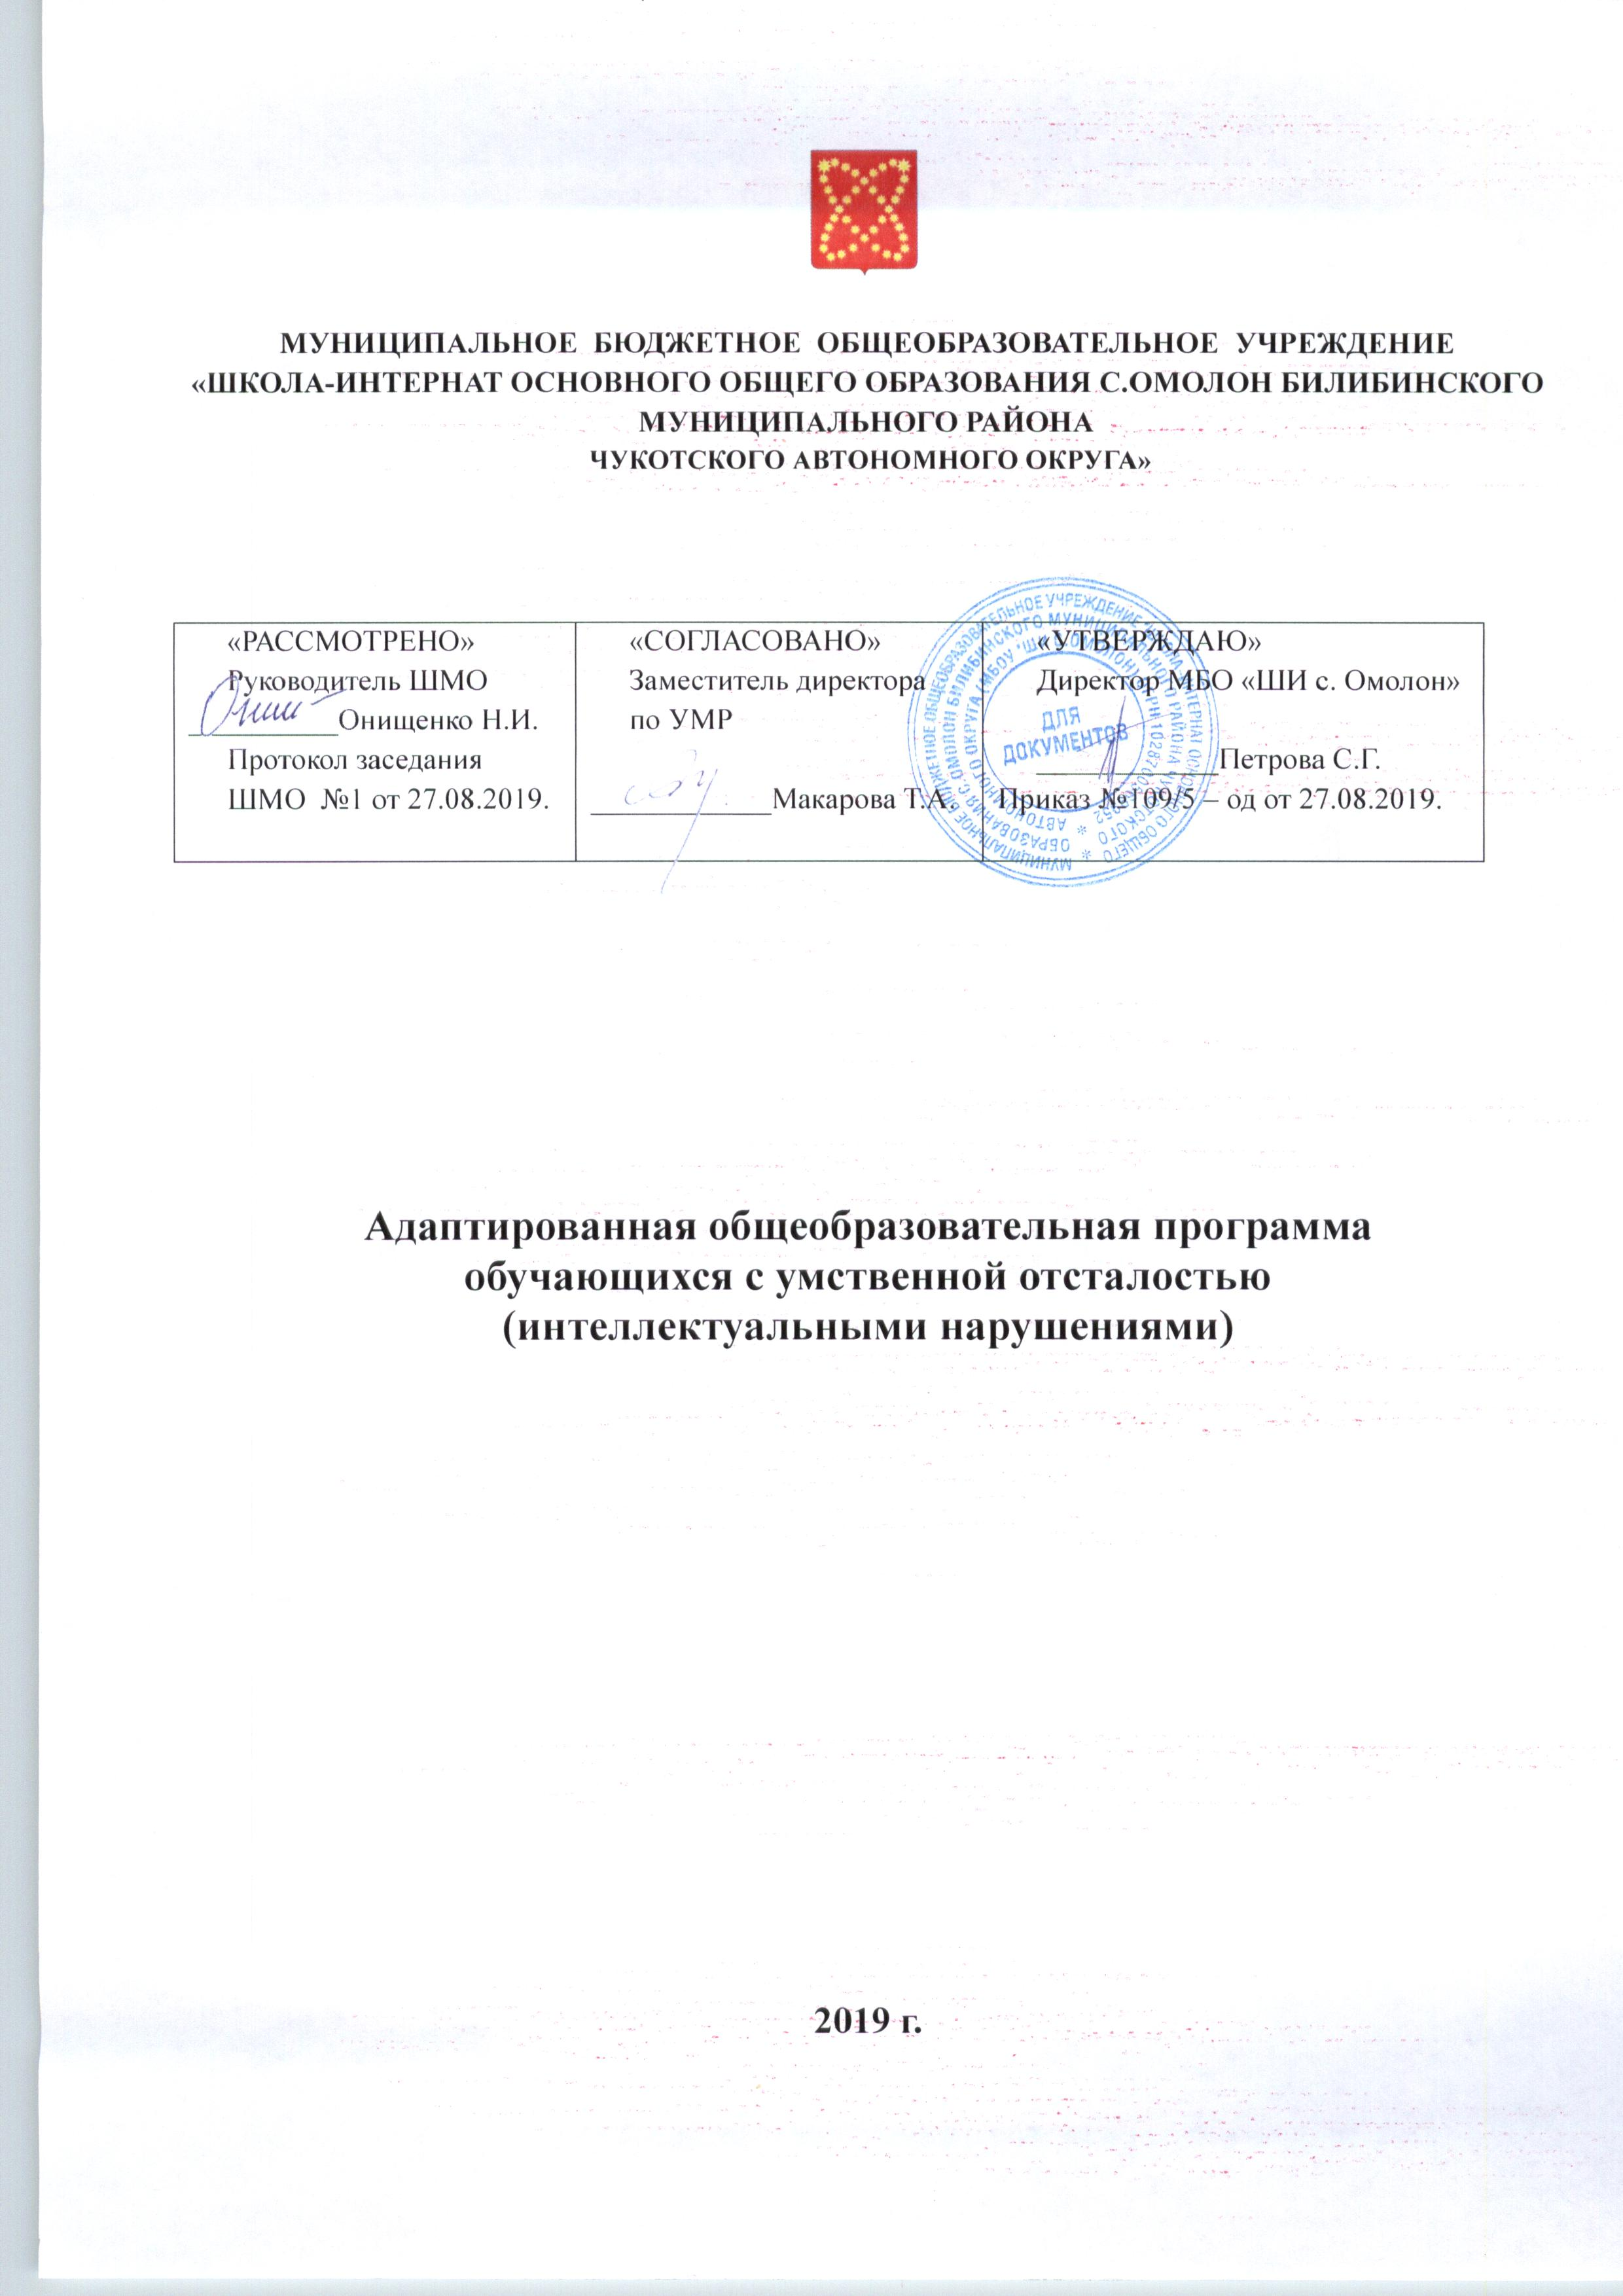 МУНИЦИПАЛЬНОЕ БЮДЖЕТНОЕ ОБЩЕОБРАЗОВАТЕЛЬНОЕ УЧРЕЖДЕНИЕ
«ШКОЛА-ИНТЕРНАТ ОСНОВНОГО ОБЩЕГО ОБРАЗОВАНИЯ С.ОМОЛОН БИЛИБИНСКОГО
МУНИЦИПАЛЬНОГО РАЙОНА
ЧУКОТСКОГО АВТОНОМНОГО ОКРУГА»
«РАССМОТРЕНО»
Руководитель ШМО
Онищенко Н.И.
Протокол заседания
ШМО №1 от 27.08.2019.
«СОГЛАСОВАНО»
Заместитель директора
по УМР
Макарова Т.А.
«УТВЕРЖДАЮ»
Директор МБО «ШИ с. Омолон»
Петрова С.Г.
Приказ №109/5 – од от 27.08.2019.
ДЛЯ
ДОКУМЕНТОВ
Адаптированная общеобразовательная программа
обучающихся с умственной отсталостью
(интеллектуальными нарушениями)
2019 г.